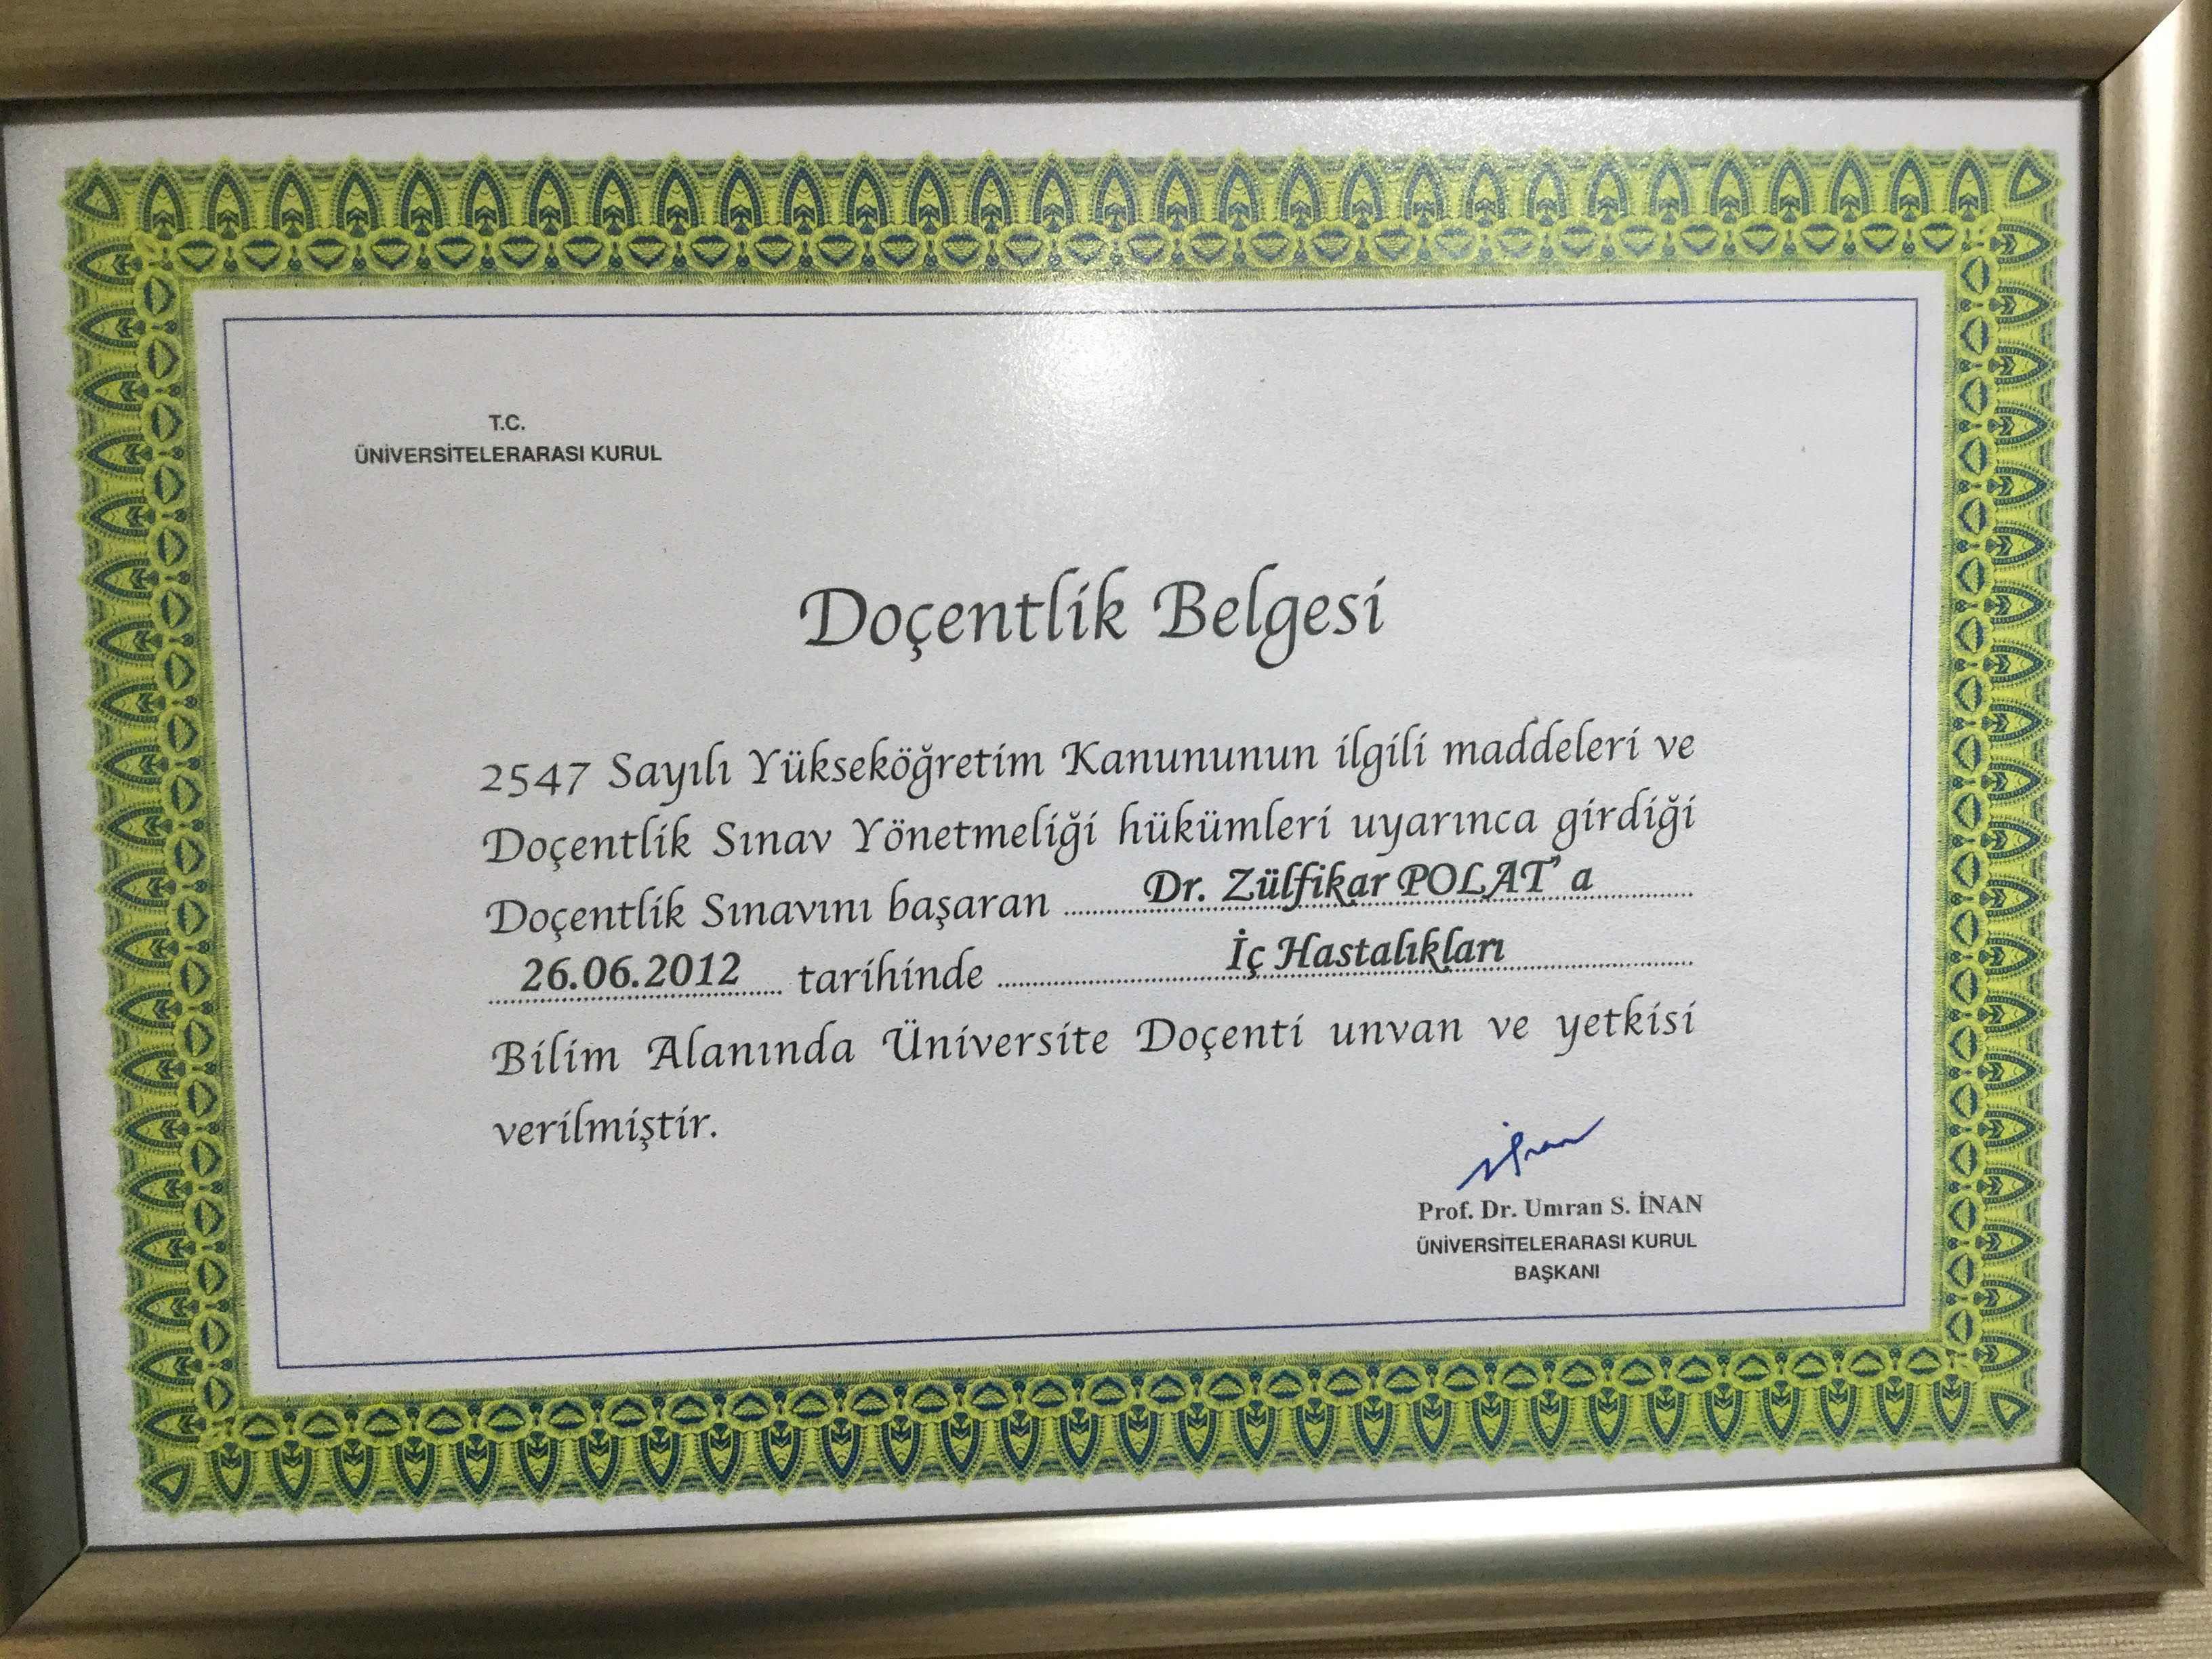 T.C.
ÜNİVERSİTELERARASI KURUL
Doçentlik Belgesi
2547 Sayılı Yükseköğretim Kanununun ilgili maddeleri ve
Doçentlik Sınav Yönetmeliği hükümleri uyarınca girdiği
Doçentlik Sınavını başaran Dr. Zülfikar POLAT'a
26.06.2012 tarihinde İç Hastalıkları
Bilim Alanında Üniversite Doçenti unvan ve yetkisi
verilmiştir.
Prof. Dr. Umran S. İNAN
ÜNİVERSİTELERARASI KURUL
BAŞKANI